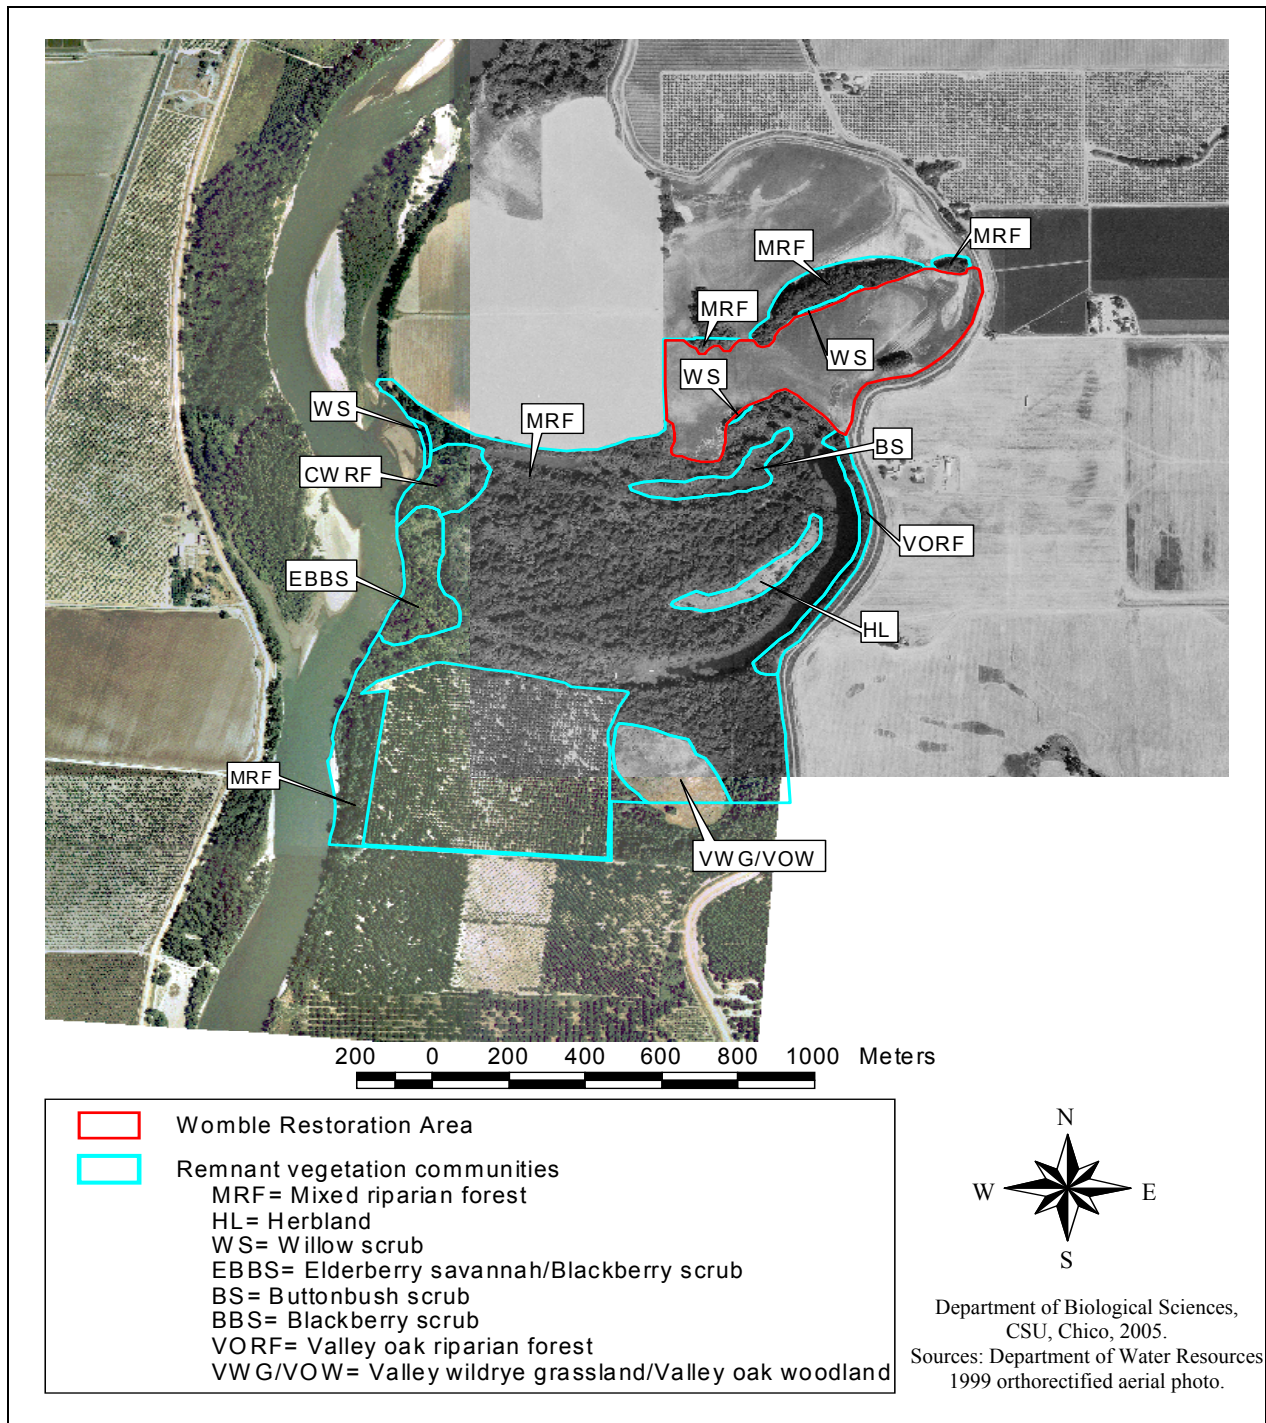 MRF
MRF
MRF
WS
WS
WS
MRF
BS
CWRF
VORF
EBBS
HL
MRF
VWG/VOW
200 0 200 400 600 800 1000 Meters
Womble Restoration Area
Remnant vegetation communities
MRF= Mixed riparian forest
HL= Herbland
WS= Willow scrub
EBBS= Elderberry savannah/Blackberry scrub
BS= Buttonbush scrub
BBS= Blackberry scrub
VORF= Valley oak riparian forest
VWG/VOW= Valley wildrye grassland/Valley oak woodland
N
W E
S
Department of Biological Sciences,
CSU, Chico, 2005.
Sources: Department of Water Resources
1999 orthorectified aerial photo.